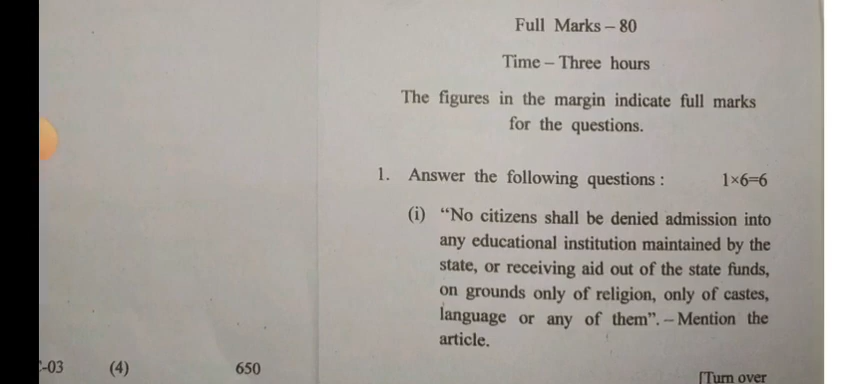 Full Marks – 80
Time – Three hours
The figures in the margin indicate full marks
for the questions.
1. Answer the following questions : 1×6=6
(i) “No citizens shall be denied admission into
any educational institution maintained by the
state, or receiving aid out of the state funds,
on grounds only of religion, only of castes,
language or any of them”. – Mention the
article.
-03 (4) 650
[Turn over